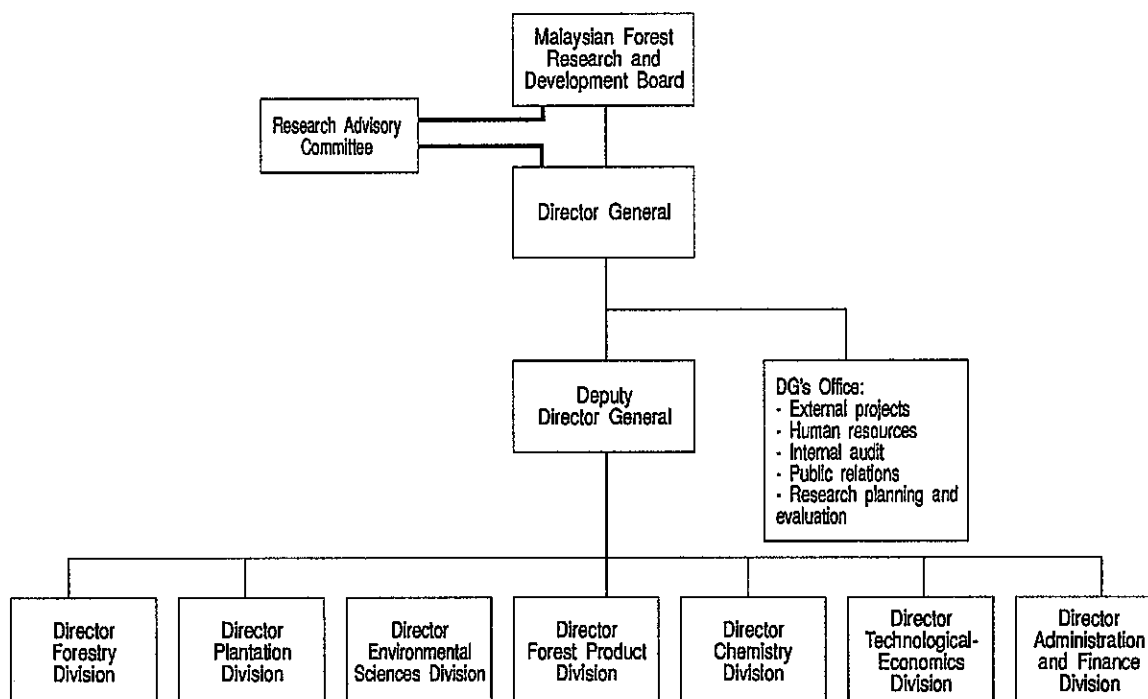 Malaysian Forest
Research and
Development Board
Research Advisory
Committee
Director General
Deputy
Director General
DG's Office:
- External projects
- Human resources
- Internal audit
- Public relations
- Research planning and
evaluation
Director
Forestry
Division
Director
Plantation
Division
Director
Environmental
Sciences Division
Director
Forest Product
Division
Director
Chemistry
Division
Director
Technological-
Economics
Division
Director
Administration
and Finance
Division